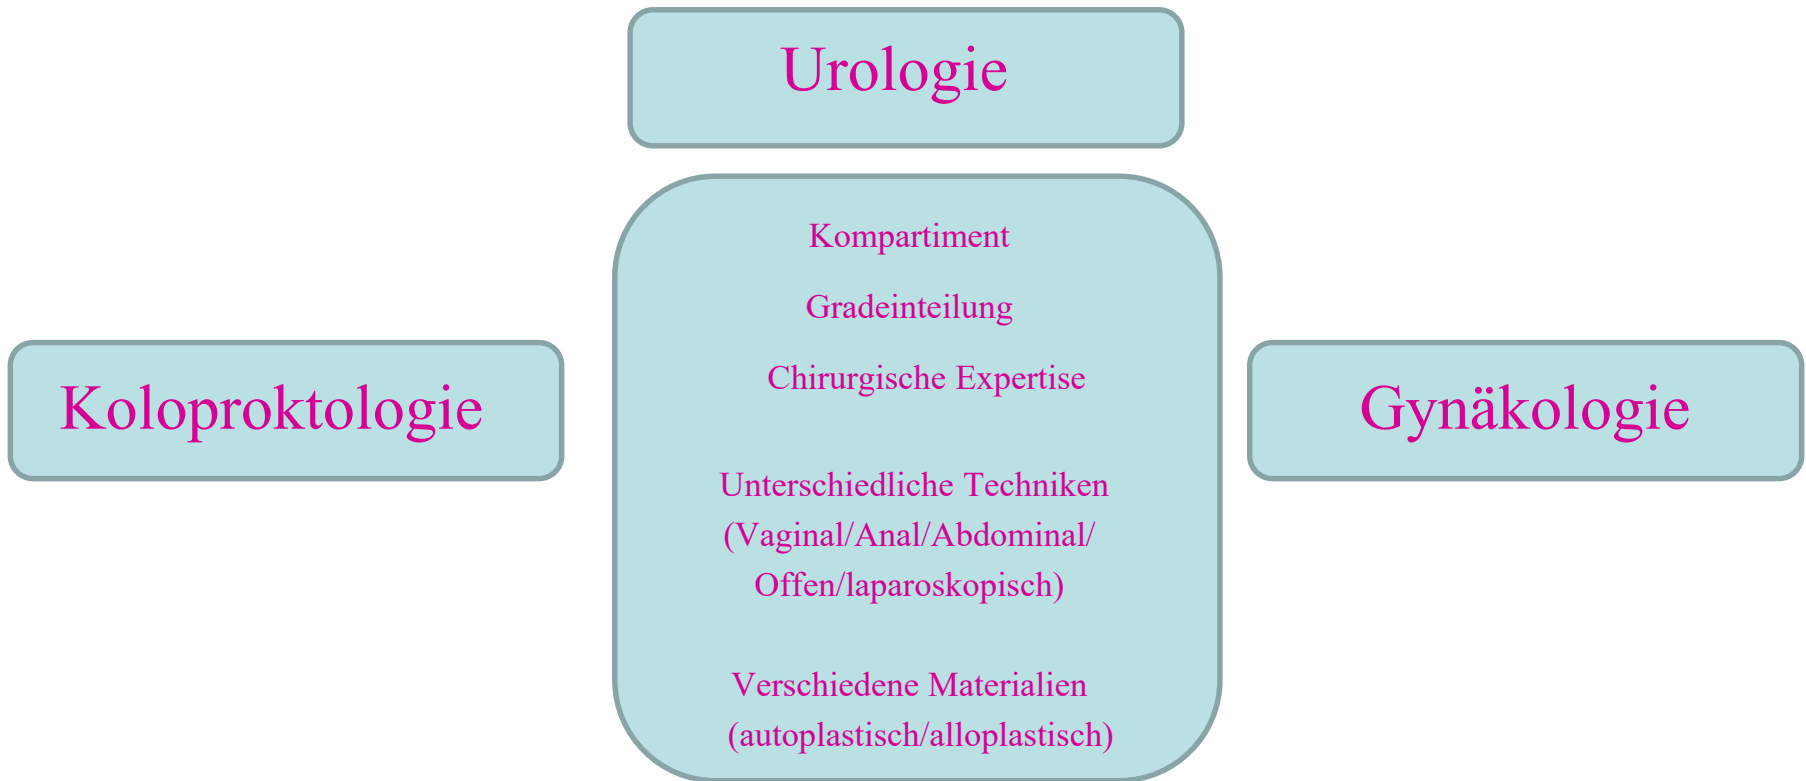 Urologie
Kompartiment
Gradeinteilung
Chirurgische Expertise
Koloproktologie
Gynäkologie
Unterschiedliche Techniken
(Vaginal/Anal/Abdominal/
Offen/laparoskopisch)
Verschiedene Materialien
(autoplastisch/alloplastisch)